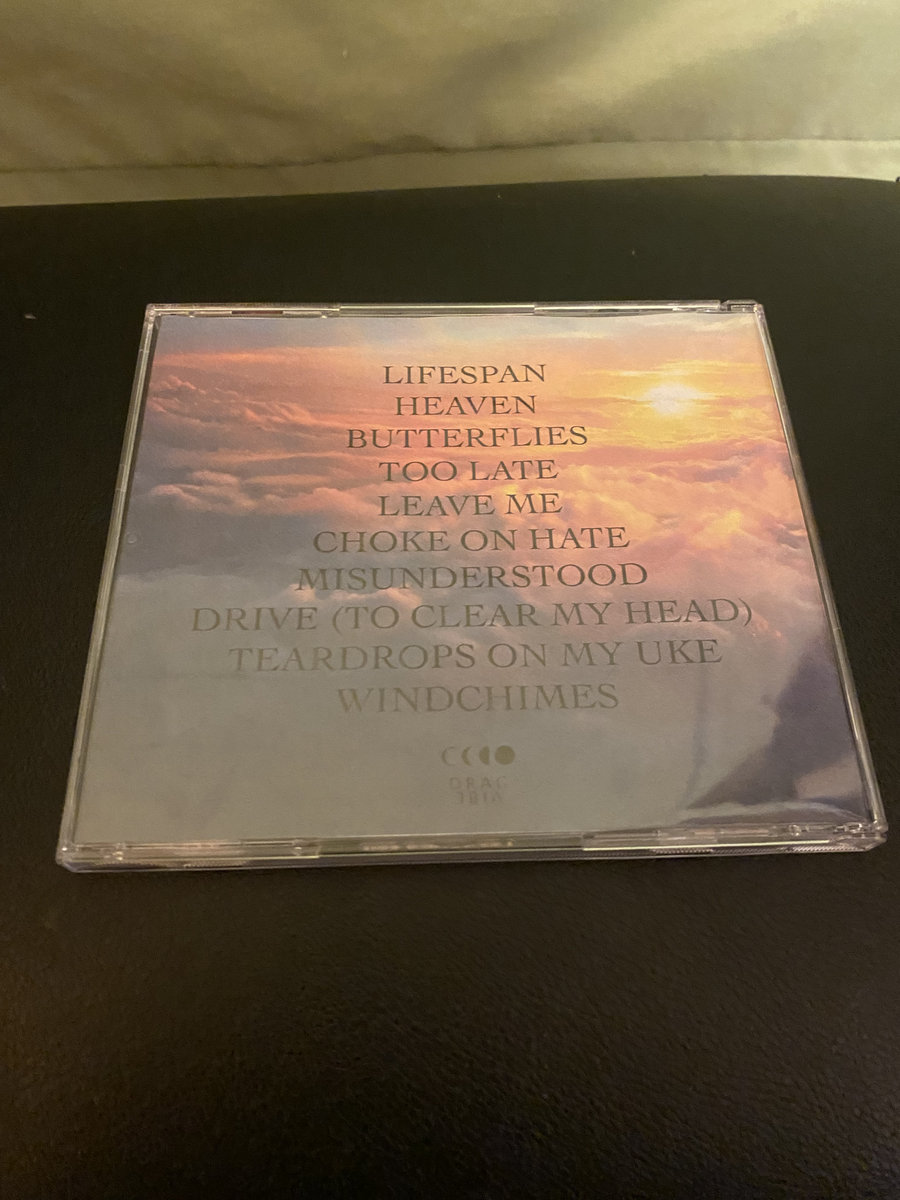 LIFESPAN
HEAVEN
BUTTERFLIES
TOO LATE
LEAVE ME
CHOKE ON HATE
MISUNDERSTOOD
DRIVE (TO CLEAR MY HEAD)
TEARDROPS ON MY UKE
WINDCHIMES